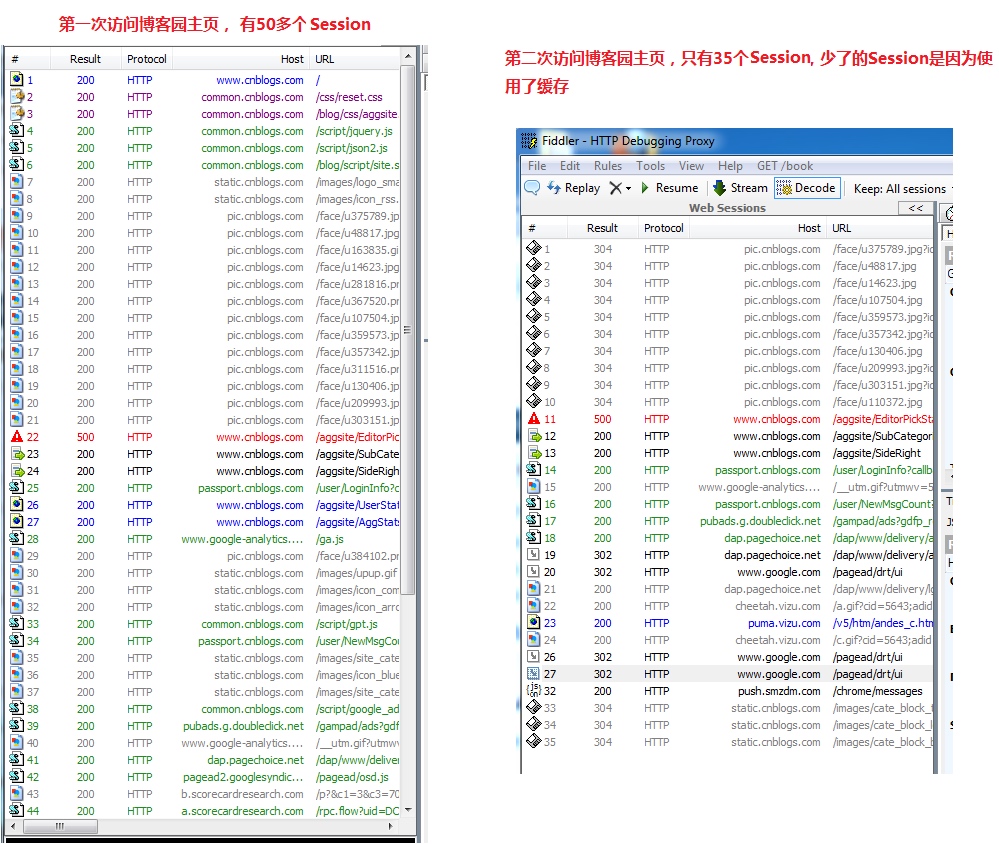 第一次访问博客园主页， 有50多个 Session
# Result Protocol Host URL
1 200 HTTP www.cnblogs.com /
2 200 HTTP common.cnblogs.com /css/reset.css
3 200 HTTP common.cnblogs.com /blog/css/aggsite.
4 200 HTTP common.cnblogs.com /script/jquery.js
5 200 HTTP common.cnblogs.com /script/json2.js
6 200 HTTP common.cnblogs.com /blog/script/site.s
7 200 HTTP static.cnblogs.com /images/logo_sma
8 200 HTTP static.cnblogs.com /images/icon_rss.
9 200 HTTP pic.cnblogs.com /face/u375789.jp
10 200 HTTP pic.cnblogs.com /face/u48817.jpg
11 200 HTTP pic.cnblogs.com /face/u163835.gi
12 200 HTTP pic.cnblogs.com /face/u14623.jpg
13 200 HTTP pic.cnblogs.com /face/u281816.pr
14 200 HTTP pic.cnblogs.com /face/u367520.pr
15 200 HTTP pic.cnblogs.com /face/u107504.jp
16 200 HTTP pic.cnblogs.com /face/u359573.jp
17 200 HTTP pic.cnblogs.com /face/u357342.jp
18 200 HTTP pic.cnblogs.com /face/u311516.pr
19 200 HTTP pic.cnblogs.com /face/u130406.jp
20 200 HTTP pic.cnblogs.com /face/u209993.jp
21 200 HTTP pic.cnblogs.com /face/u303151.jp
22 500 HTTP www.cnblogs.com /aggsite/EditorPic
23 200 HTTP www.cnblogs.com /aggsite/SubCate
24 200 HTTP www.cnblogs.com /aggsite/SideRigh
25 200 HTTP passport.cnblogs.com /user/LoginInfo?c
26 200 HTTP www.cnblogs.com /aggsite/UserStat
27 200 HTTP www.cnblogs.com /aggsite/AggStats
28 200 HTTP www.google-analytics.... /ga.js
29 200 HTTP pic.cnblogs.com /face/u384102.pr
30 200 HTTP static.cnblogs.com /images/upup.gif
31 200 HTTP static.cnblogs.com /images/icon_com
32 200 HTTP static.cnblogs.com /images/icon_arro
33 200 HTTP common.cnblogs.com /script/gpt.js
34 200 HTTP passport.cnblogs.com /user/NewMsgCou
35 200 HTTP static.cnblogs.com /images/site_cate
36 200 HTTP static.cnblogs.com /images/icon_blue
37 200 HTTP static.cnblogs.com /images/site_cate
38 200 HTTP common.cnblogs.com /script/google_ad
39 200 HTTP pubads.g.doubleclick.net /gampad/ads?gdf
40 200 HTTP www.google-analytics.... /__utm.gif?utmwv
41 200 HTTP dap.pagechoice.net /dap/www/deliver
42 200 HTTP pagead2.googlesyndic... /pagead/osd.js
43 200 HTTP b.scorecardresearch.com /p?&c1=3&c3=70
44 200 HTTP a.scorecardresearch.com /rpc.flow?uid=DC
第二次访问博客园主页，只有35个Session, 少了的Session是因为使
用了缓存
Fiddler - HTTP Debugging Proxy
File Edit Rules Tools View Help GET /book
Replay Resume Stream Decode Keep: All sessions
Web Sessions <<
# Result Protocol Host URL
1 304 HTTP pic.cnblogs.com /face/u375789.jpg?id
2 304 HTTP pic.cnblogs.com /face/u48817.jpg
3 304 HTTP pic.cnblogs.com /face/u14623.jpg
4 304 HTTP pic.cnblogs.com /face/u107504.jpg
5 304 HTTP pic.cnblogs.com /face/u359573.jpg?id
6 304 HTTP pic.cnblogs.com /face/u357342.jpg?id
7 304 HTTP pic.cnblogs.com /face/u130406.jpg
8 304 HTTP pic.cnblogs.com /face/u209993.jpg?id
9 304 HTTP pic.cnblogs.com /face/u303151.jpg?id
10 304 HTTP pic.cnblogs.com /face/u110372.jpg
11 500 HTTP www.cnblogs.com /aggsite/EditorPickSta
12 200 HTTP www.cnblogs.com /aggsite/SubCategor
13 200 HTTP www.cnblogs.com /aggsite/SideRight
14 200 HTTP passport.cnblogs.com /user/LoginInfo?callb
15 200 HTTP www.google-analytics.... /__utm.gif?utmwv=5
16 200 HTTP passport.cnblogs.com /user/NewMsgCount?
17 200 HTTP pubads.g.doubleclick.net /gampad/ads?gdfp_r
18 200 HTTP dap.pagechoice.net /dap/www/delivery/a
19 302 HTTP dap.pagechoice.net /dap/www/delivery/a
20 302 HTTP www.google.com /pagead/drt/ui
21 200 HTTP dap.pagechoice.net /dap/www/delivery/l
22 200 HTTP cheetah.vizu.com /a.gif?cid=5643;adid
23 200 HTTP puma.vizu.com /v5/htm/andes_c.htm
24 200 HTTP cheetah.vizu.com /c.gif?cid=5643;adid
26 302 HTTP www.google.com /pagead/drt/ui
27 302 HTTP www.google.com /pagead/drt/ui
32 200 HTTP push.smzdm.com /chrome/messages
33 304 HTTP static.cnblogs.com /images/cate_block_
34 304 HTTP static.cnblogs.com /images/cate_block_
35 304 HTTP static.cnblogs.com /images/cate_block_b